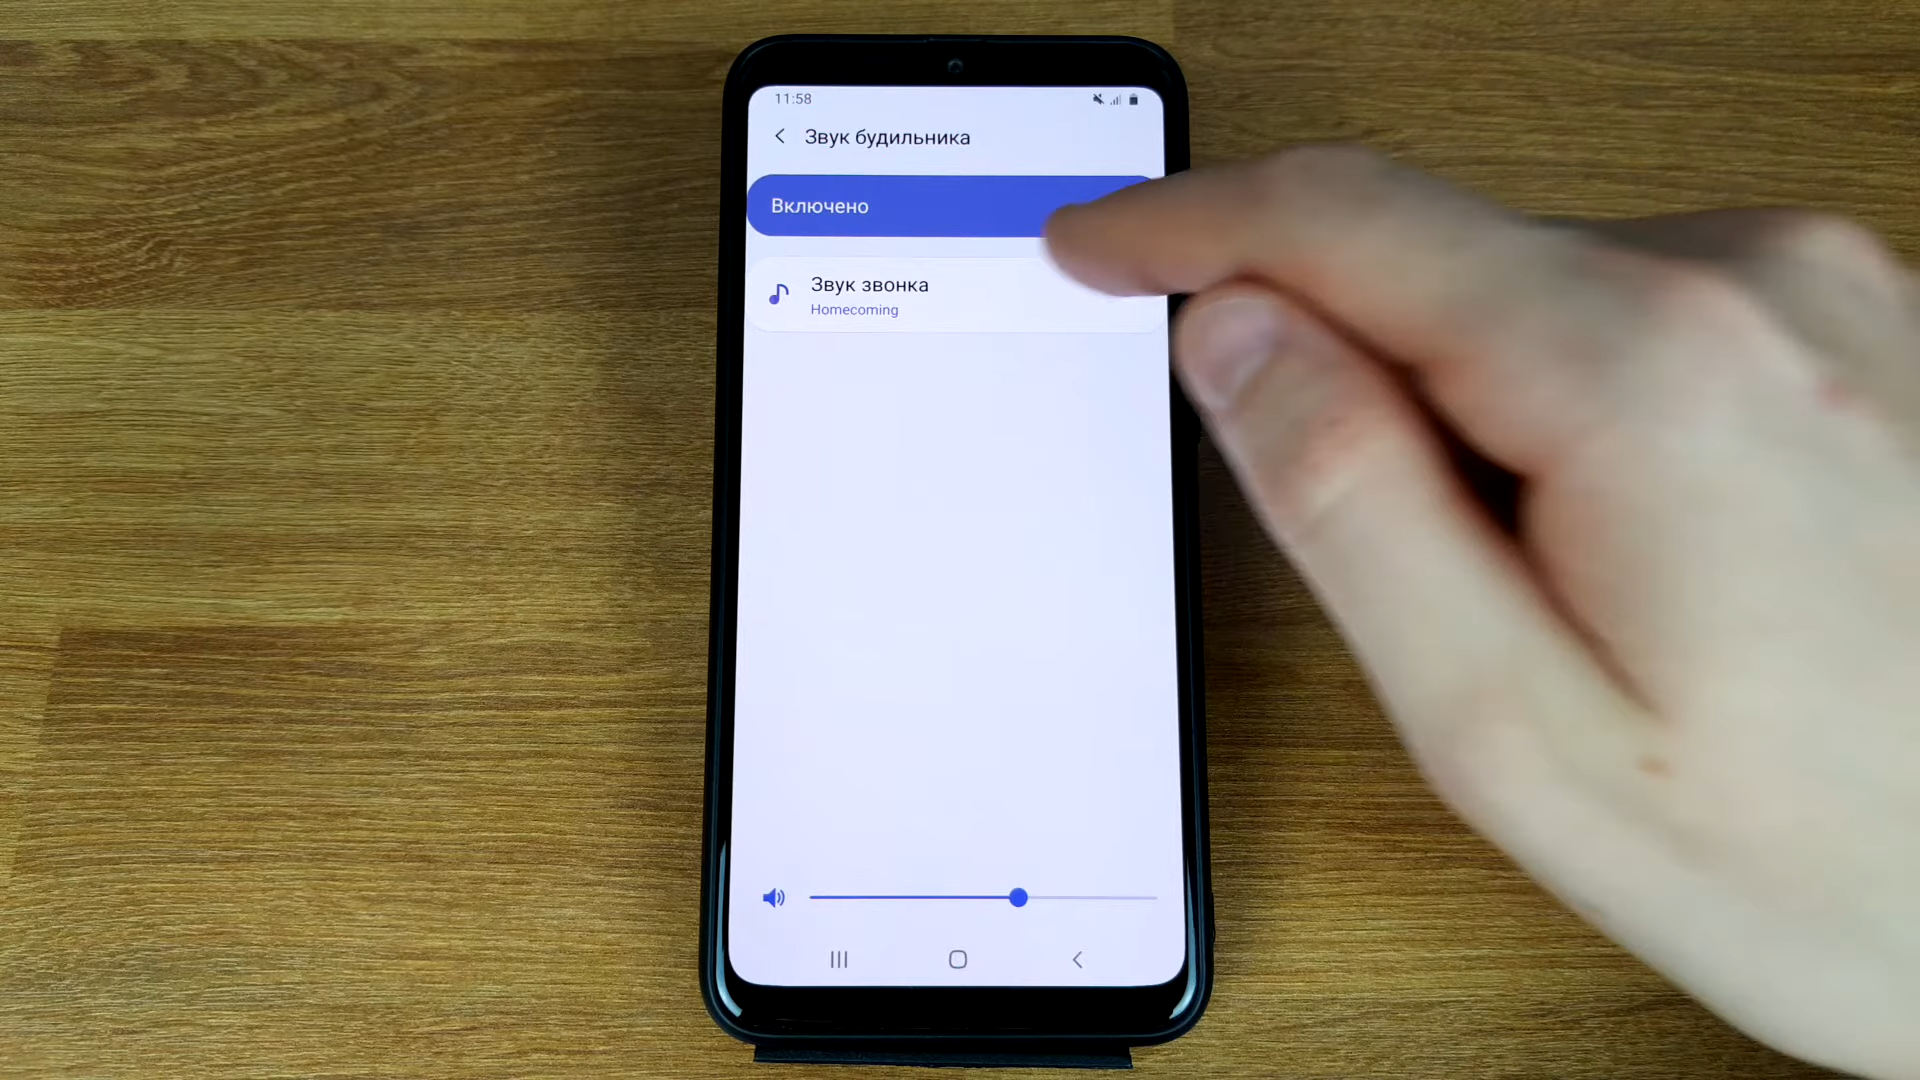 11:58
Звук будильника
Включено
Звук звонка
Homecoming